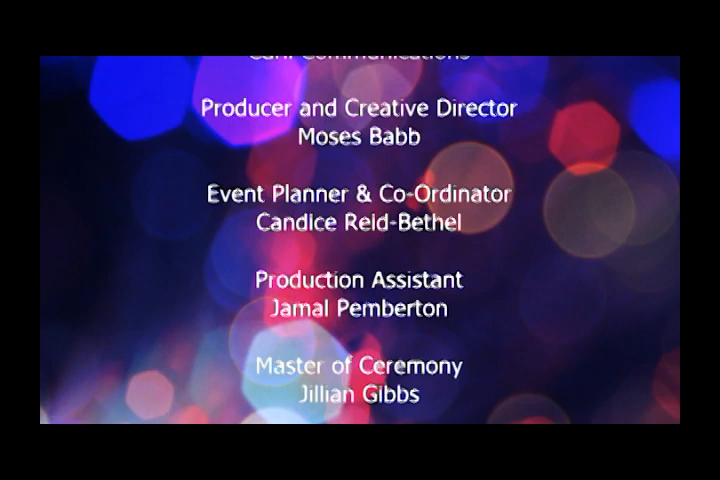 Communications
Producer and Creative Director
Moses Babb
Event Planner & Co-Ordinator
Candice Reid-Bethel
Production Assistant
Jamal Pemberton
Master of Ceremony
Jillian Gibbs